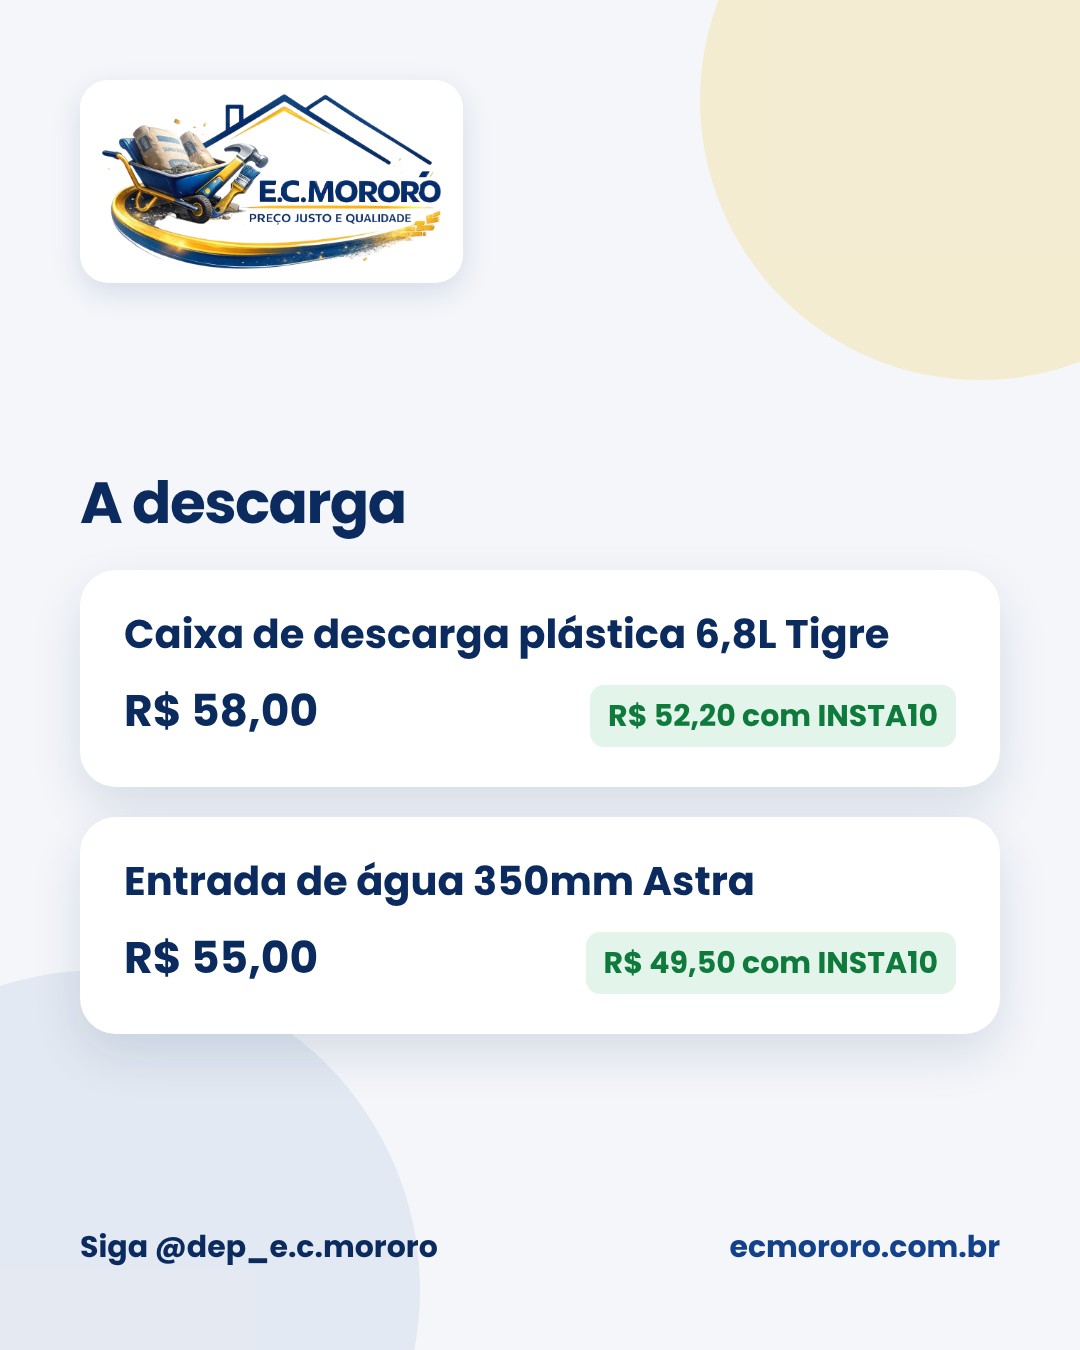 E.C.MORORÓ
PREÇO JUSTO E QUALIDADE
A descarga
Caixa de descarga plástica 6,8L Tigre
R$ 58,00
R$ 52,20 com INSTA10
Entrada de água 350mm Astra
R$ 55,00
R$ 49,50 com INSTA10
Siga @dep_e.c.mororo
ecmororo.com.br